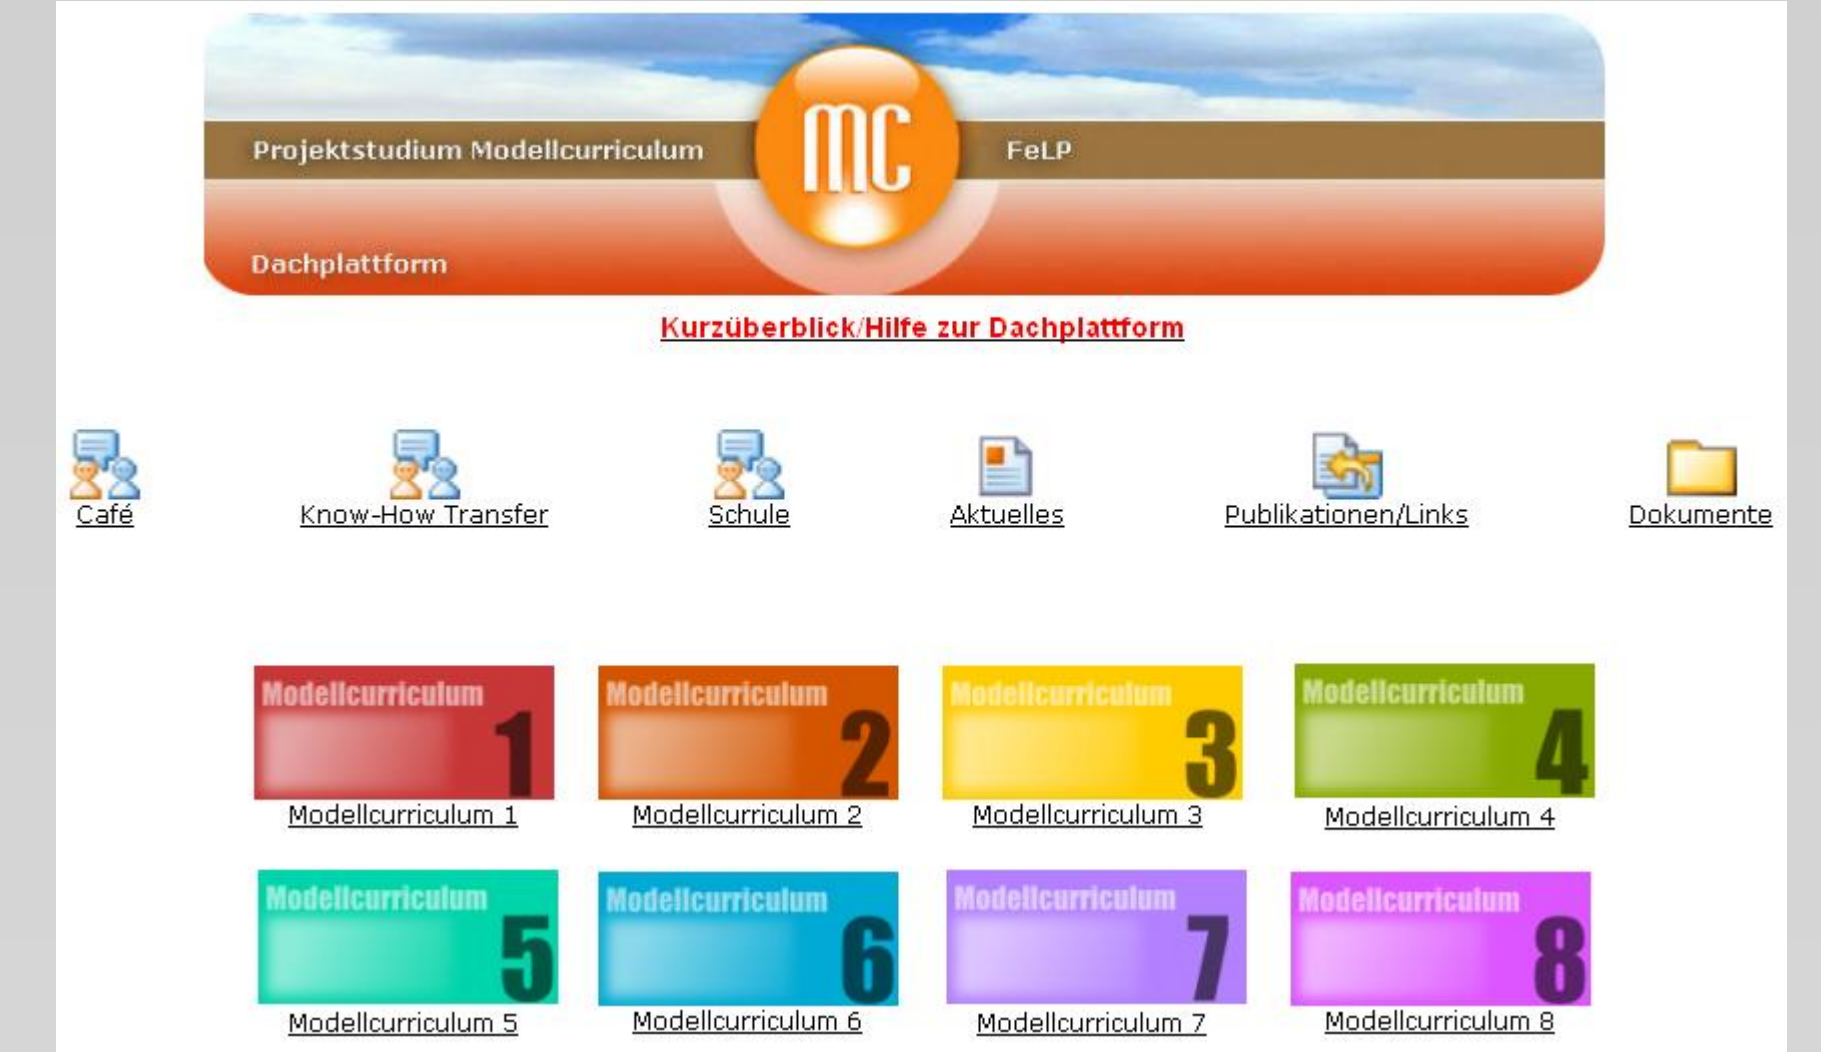 mc
Projektstudium Modellcurriculum FeLP
Dachplattform
Kurzüberblick/Hilfe zur Dachplattform
Café Know-How Transfer Schule Aktuelles Publikationen/Links Dokumente
Modellcurriculum Modellcurriculum Modellcurriculum Modellcurriculum
1 2 3 4
Modellcurriculum 1 Modellcurriculum 2 Modellcurriculum 3 Modellcurriculum 4
Modellcurriculum Modellcurriculum Modellcurriculum Modellcurriculum
5 6 7 8
Modellcurriculum 5 Modellcurriculum 6 Modellcurriculum 7 Modellcurriculum 8